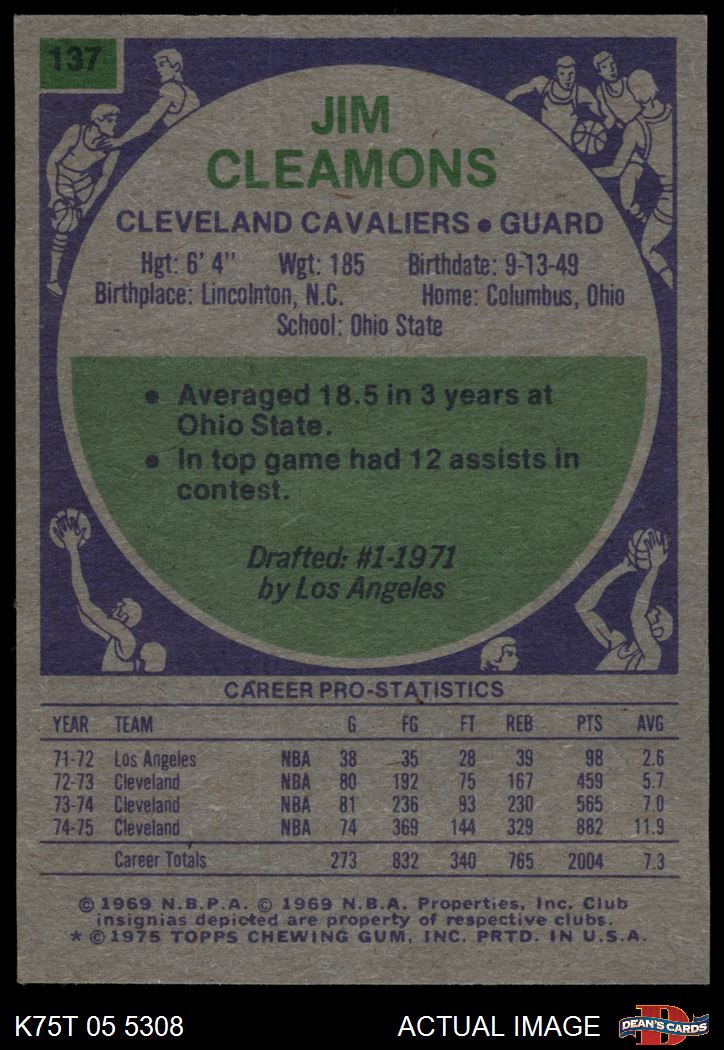 137
JIM
CLEAMONS
CLEVELAND CAVALIERS • GUARD
Hgt: 6' 4" Wgt: 185 Birthdate: 9-13-49
Birthplace: Lincolnton, N.C. Home: Columbus, Ohio
School: Ohio State
• Averaged 18.5 in 3 years at
Ohio State.
• In top game had 12 assists in
contest.
Drafted: #1-1971
by Los Angeles
CAREER PRO-STATISTICS
YEAR TEAM G FG FT REB PTS AVG
71-72 Los Angeles NBA 38 35 28 39 98 2.6
72-73 Cleveland NBA 80 192 75 167 459 5.7
73-74 Cleveland NBA 81 236 93 230 565 7.0
74-75 Cleveland NBA 74 369 144 329 882 11.9
Career Totals 273 832 340 765 2004 7.3
© 1969 N.B.P.A. © 1969 N.B.A. Properties, Inc. Club
insignias depicted are property of respective clubs.
* © 1975 TOPPS CHEWING GUM, INC. PRTD. IN U.S.A.
K75T 05 5308 ACTUAL IMAGE
D
DEAN'S CARDS